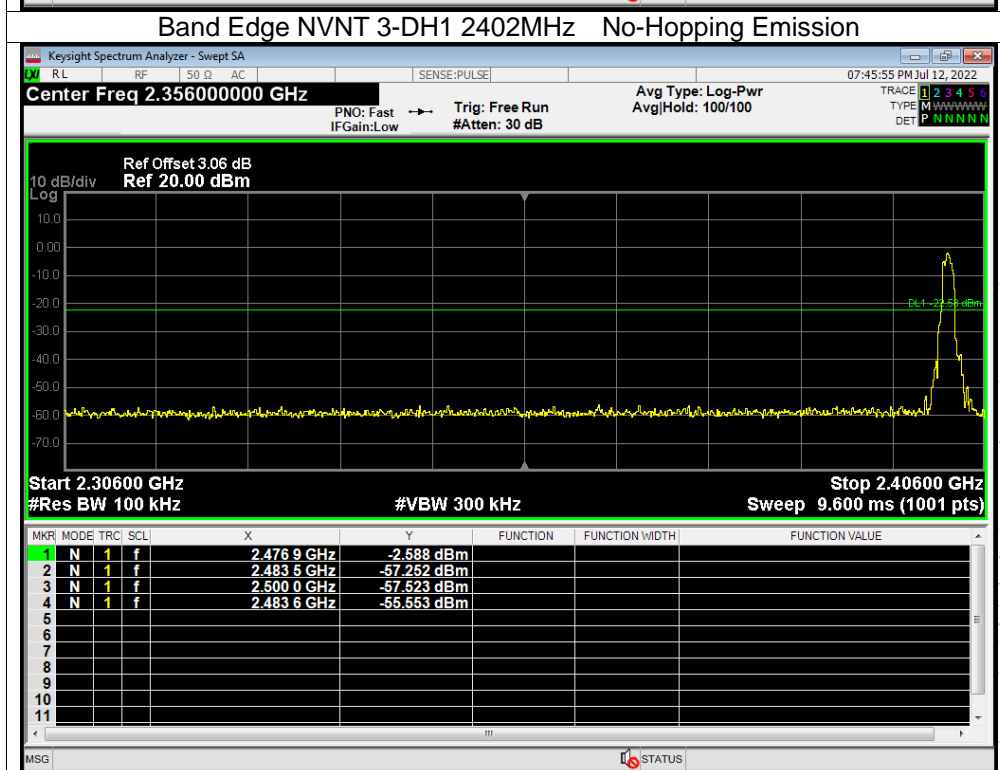 Band Edge NVNT 3-DH1 2402MHz No-Hopping Emission
Keysight Spectrum Analyzer - Swept SA
LXI RL RF 50 Ω AC SENSE:PULSE 07:45:55 PM Jul 12, 2022
Center Freq 2.356000000 GHz Avg Type: Log-Pwr TRACE 1 2 3 4 5 6
PNO: Fast Trig: Free Run Avg|Hold: 100/100 TYPE M WWWWW
IFGain:Low #Atten: 30 dB DET P N N N N N
Ref Offset 3.06 dB
10 dB/div Ref 20.00 dBm
Log
10.0
0.00
-10.0
-20.0 DL1 -22.58 dBm
-30.0
-40.0
-50.0
-60.0
-70.0
Start 2.30600 GHz Stop 2.40600 GHz
#Res BW 100 kHz #VBW 300 kHz Sweep 9.600 ms (1001 pts)
MKR MODE TRC SCL X Y FUNCTION FUNCTION WIDTH FUNCTION VALUE
1 N 1 f 2.476 9 GHz -2.588 dBm
2 N 1 f 2.483 5 GHz -57.252 dBm
3 N 1 f 2.500 0 GHz -57.523 dBm
4 N 1 f 2.483 6 GHz -55.553 dBm
5
6
7
8
9
10
11
MSG STATUS